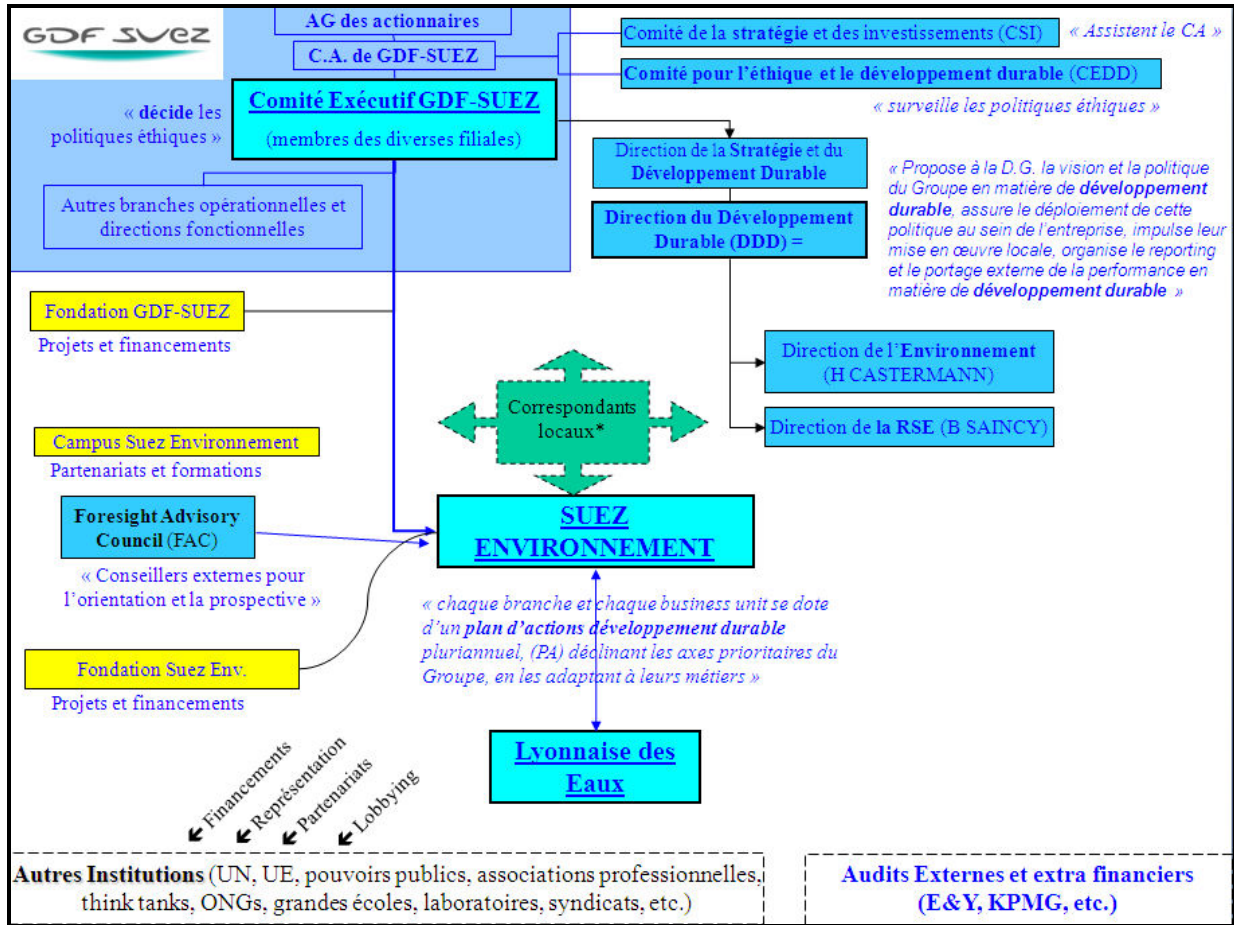 GDF SUEZ
AG des actionnaires
C.A. de GDF-SUEZ
Comité de la stratégie et des investissements (CSI)
« Assistent le CA »
Comité pour l'éthique et le développement durable (CEDD)
« surveille les politiques éthiques »
« décide les
politiques éthiques »
Comité Exécutif GDF-SUEZ
(membres des diverses filiales)
Autres branches opérationnelles et
directions fonctionnelles
Direction de la Stratégie et du
Développement Durable
Direction du Développement
Durable (DDD) =
« Propose à la D.G. la vision et la politique
du Groupe en matière de développement
durable, assure le déploiement de cette
politique au sein de l'entreprise, impulse leur
mise en œuvre locale, organise le reporting
et le portage externe de la performance en
matière de développement durable »
Fondation GDF-SUEZ
Projets et financements
Direction de l'Environnement
(H CASTERMANN)
Direction de la RSE (B SAINCY)
Correspondants
locaux*
Campus Suez Environnement
Partenariats et formations
Foresight Advisory
Council (FAC)
« Conseillers externes pour
l'orientation et la prospective »
SUEZ
ENVIRONNEMENT
« chaque branche et chaque business unit se dote
d'un plan d'actions développement durable
pluriannuel, (PA) déclinant les axes prioritaires du
Groupe, en les adaptant à leurs métiers »
Fondation Suez Env.
Projets et financements
Lyonnaise des
Eaux
Financements
Représentation
Partenariats
Lobbying
Autres Institutions (UN, UE, pouvoirs publics, associations professionnelles,
think tanks, ONGs, grandes écoles, laboratoires, syndicats, etc.)
Audits Externes et extra financiers
(E&Y, KPMG, etc.)